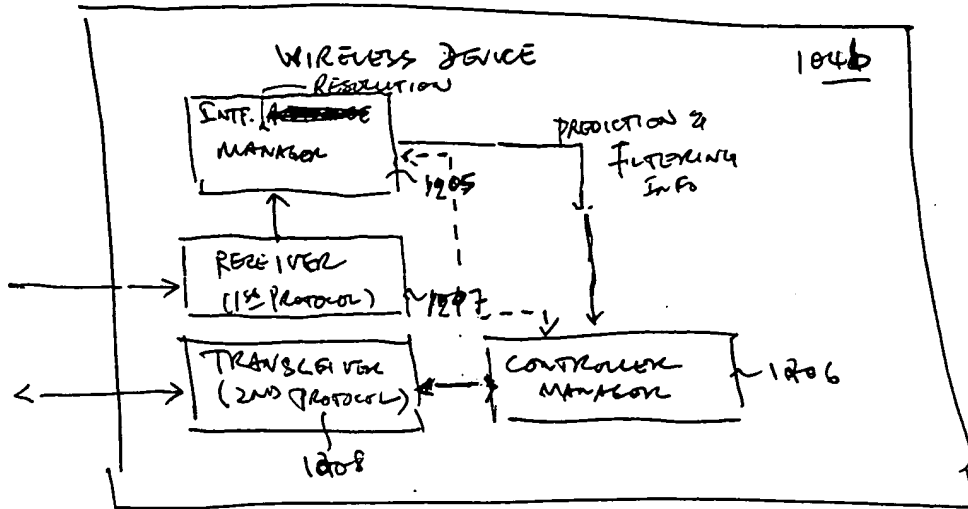 WIRELESS DEVICE
104b
RESOLUTION
INTF.
MANAGER
PREDICTION &
FILTERING
INFO
1205
RECEIVER
(1st PROTOCOL)
1207
TRANSCEIVER
(2ND PROTOCOL)
CONTROLLER
MANAGER
1206
1208